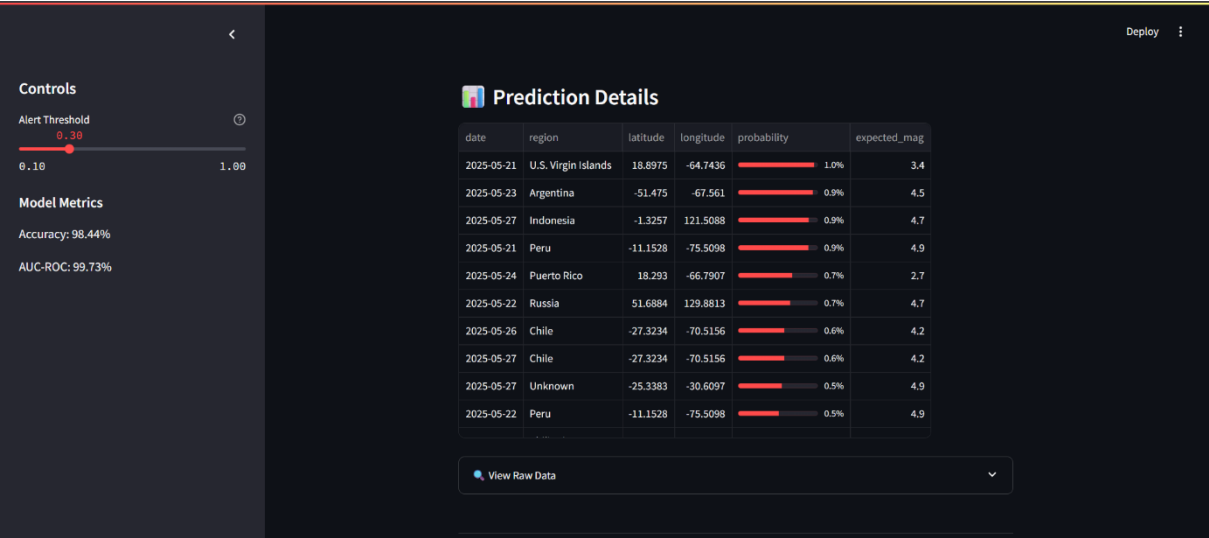 Deploy
Controls
Alert Threshold
0.30
0.10 1.00
Model Metrics
Accuracy: 98.44%
AUC-ROC: 99.73%
Prediction Details
date region latitude longitude probability expected_mag
2025-05-21 U.S. Virgin Islands 18.8975 -64.7436 1.0% 3.4
2025-05-23 Argentina -51.475 -67.561 0.9% 4.5
2025-05-27 Indonesia -1.3257 121.5088 0.9% 4.7
2025-05-21 Peru -11.1528 -75.5098 0.9% 4.9
2025-05-24 Puerto Rico 18.293 -66.7907 0.7% 2.7
2025-05-22 Russia 51.6884 129.8813 0.7% 4.7
2025-05-26 Chile -27.3234 -70.5156 0.6% 4.2
2025-05-27 Chile -27.3234 -70.5156 0.6% 4.2
2025-05-27 Unknown -25.3383 -30.6097 0.5% 4.9
2025-05-22 Peru -11.1528 -75.5098 0.5% 4.9
View Raw Data